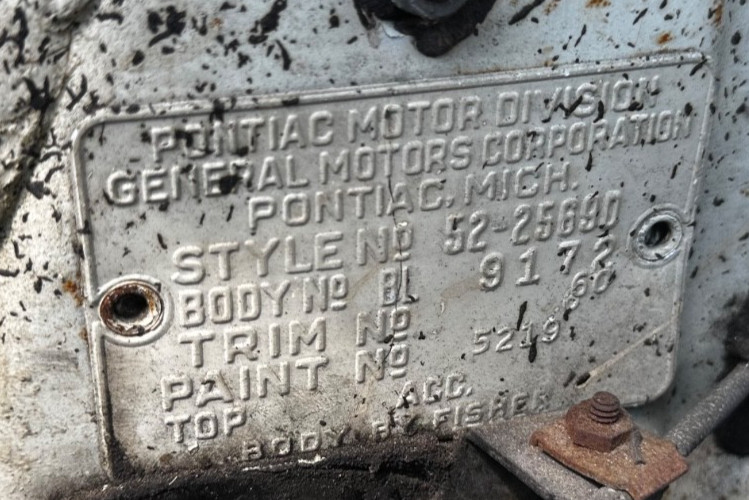 PONTIAC MOTOR DIVISION
GENERAL MOTORS CORPORATION
PONTIAC, MICH.
STYLE NO 52-25690
BODY NO BL 9172
TRIM NO 60
PAINT NO 5219
TOP ACC.
BODY BY FISHER